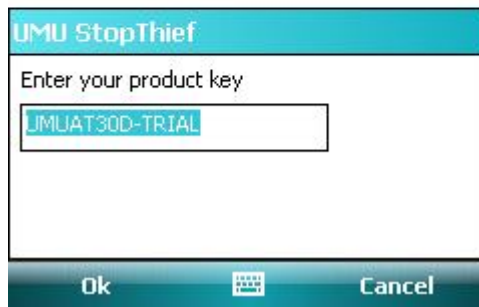 UMU StopThief
Enter your product key
UMUAT30D-TRIAL
Ok Cancel